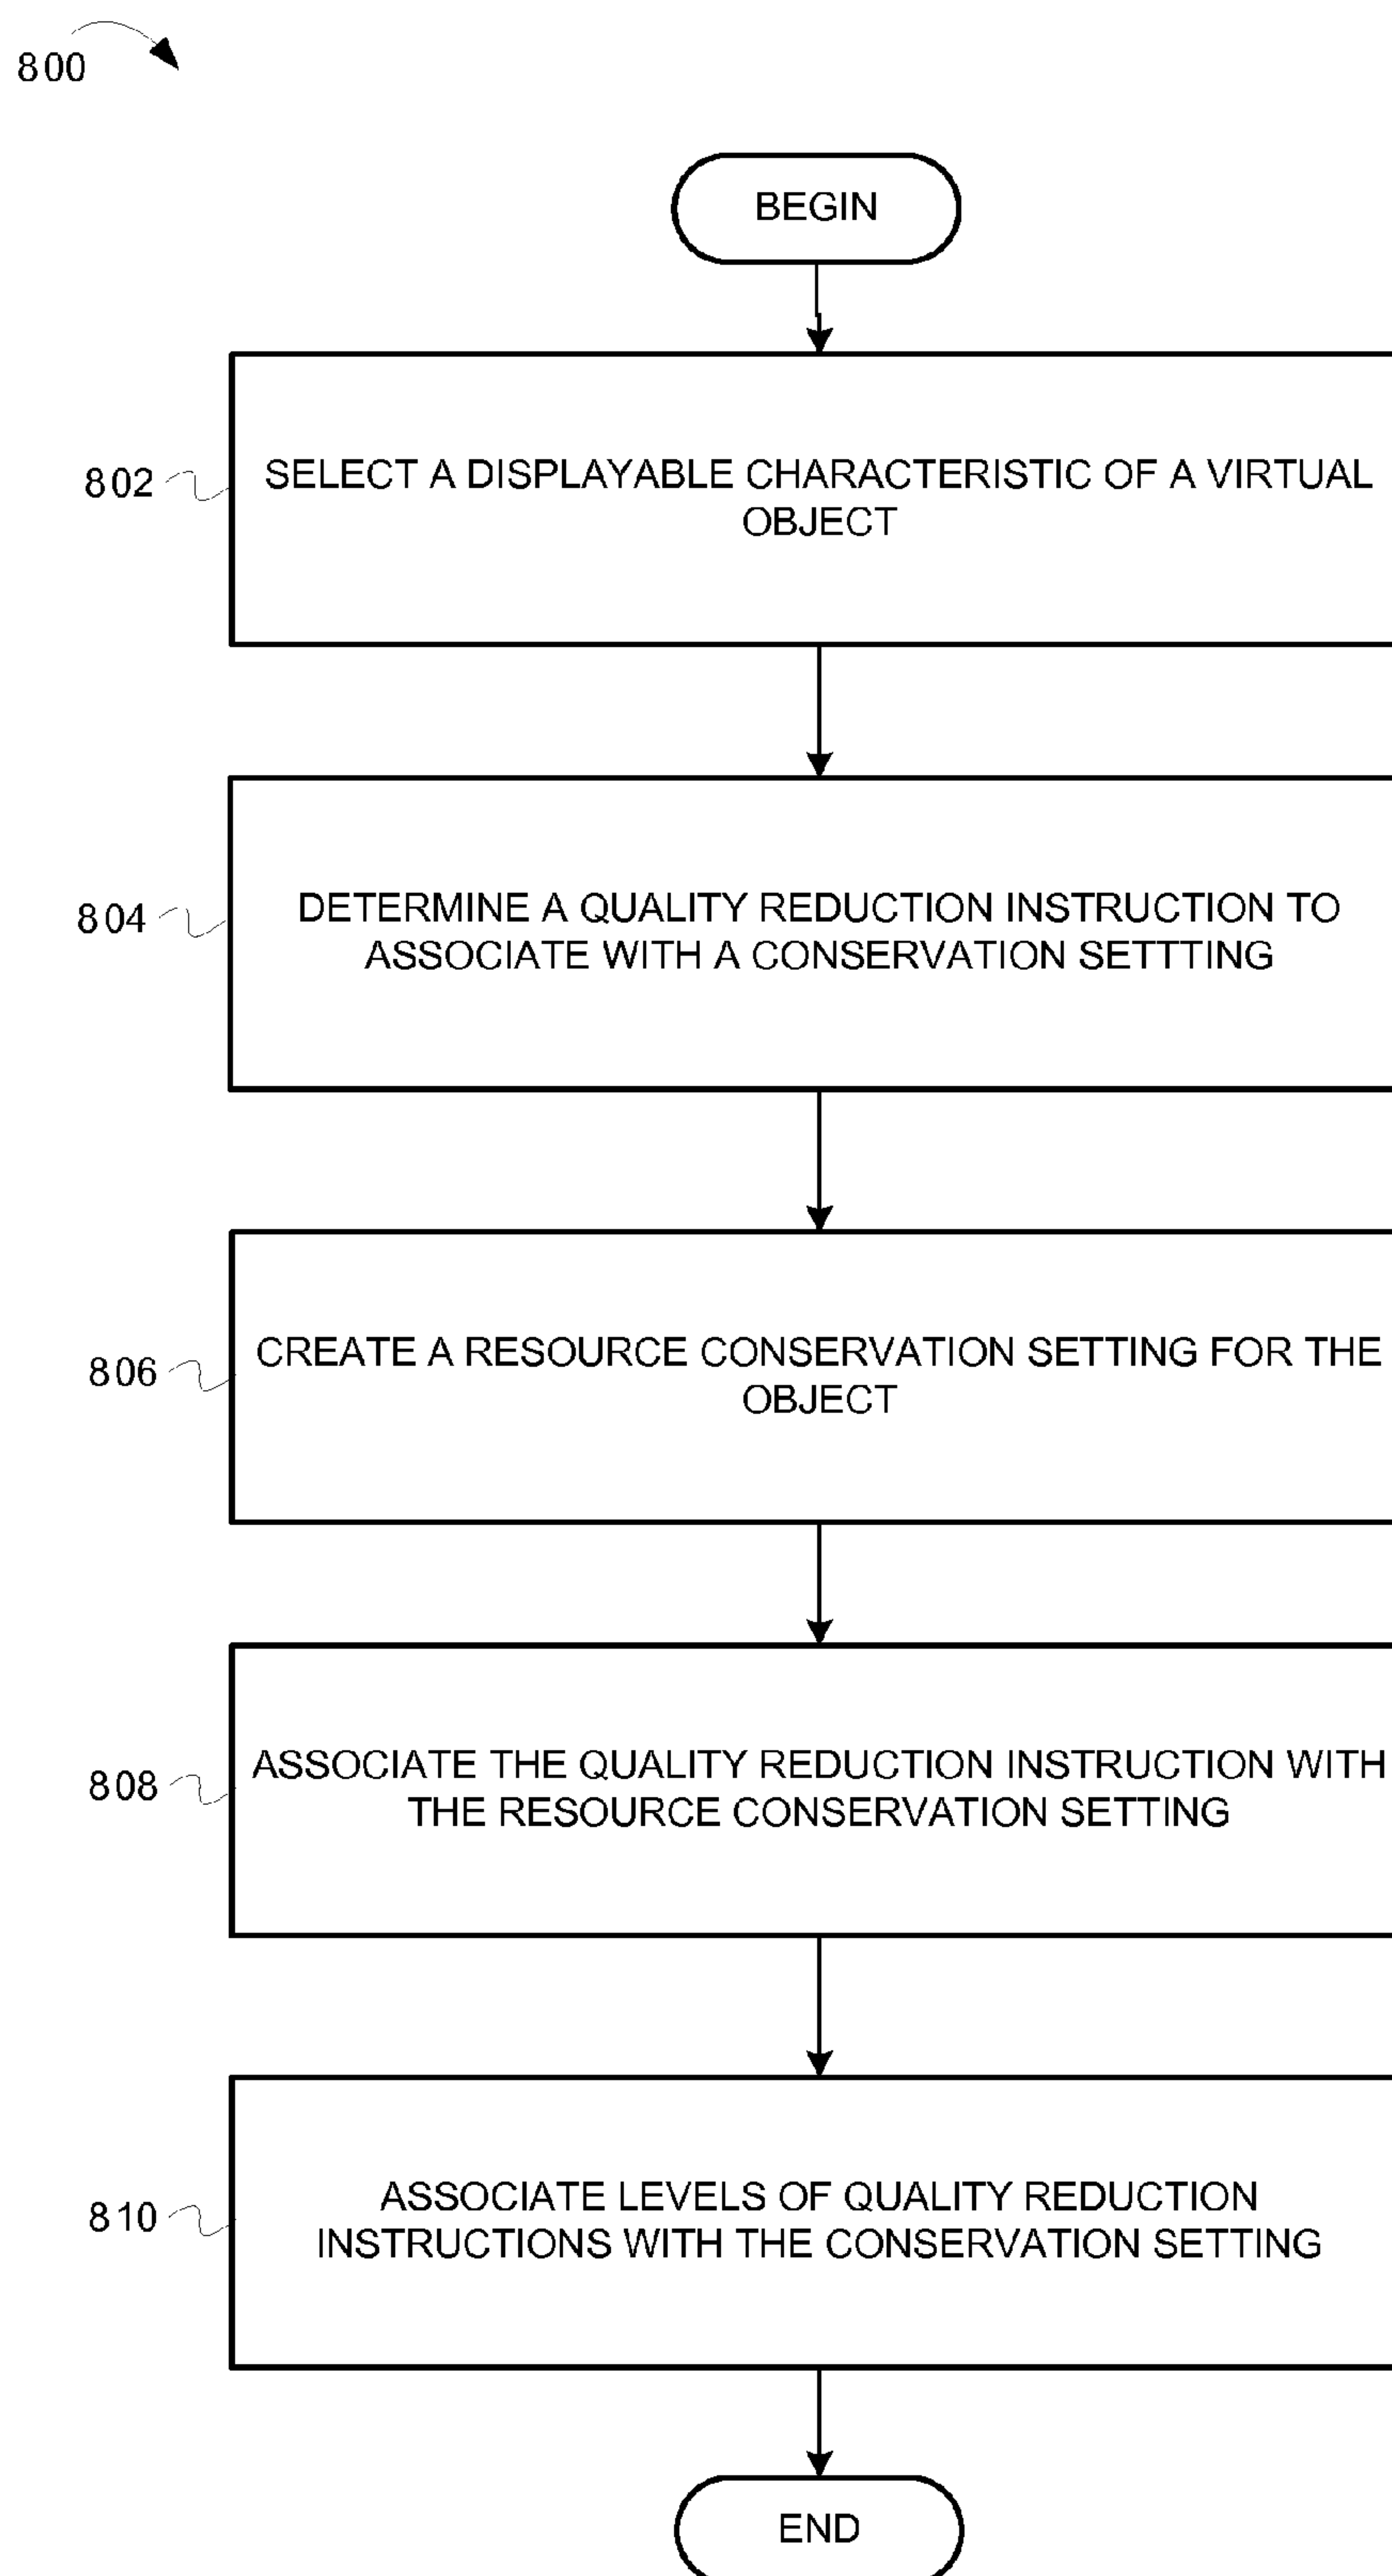 800
BEGIN
802
SELECT A DISPLAYABLE CHARACTERISTIC OF A VIRTUAL
OBJECT
804
DETERMINE A QUALITY REDUCTION INSTRUCTION TO
ASSOCIATE WITH A CONSERVATION SETTTING
806
CREATE A RESOURCE CONSERVATION SETTING FOR THE
OBJECT
808
ASSOCIATE THE QUALITY REDUCTION INSTRUCTION WITH
THE RESOURCE CONSERVATION SETTING
810
ASSOCIATE LEVELS OF QUALITY REDUCTION
INSTRUCTIONS WITH THE CONSERVATION SETTING
END